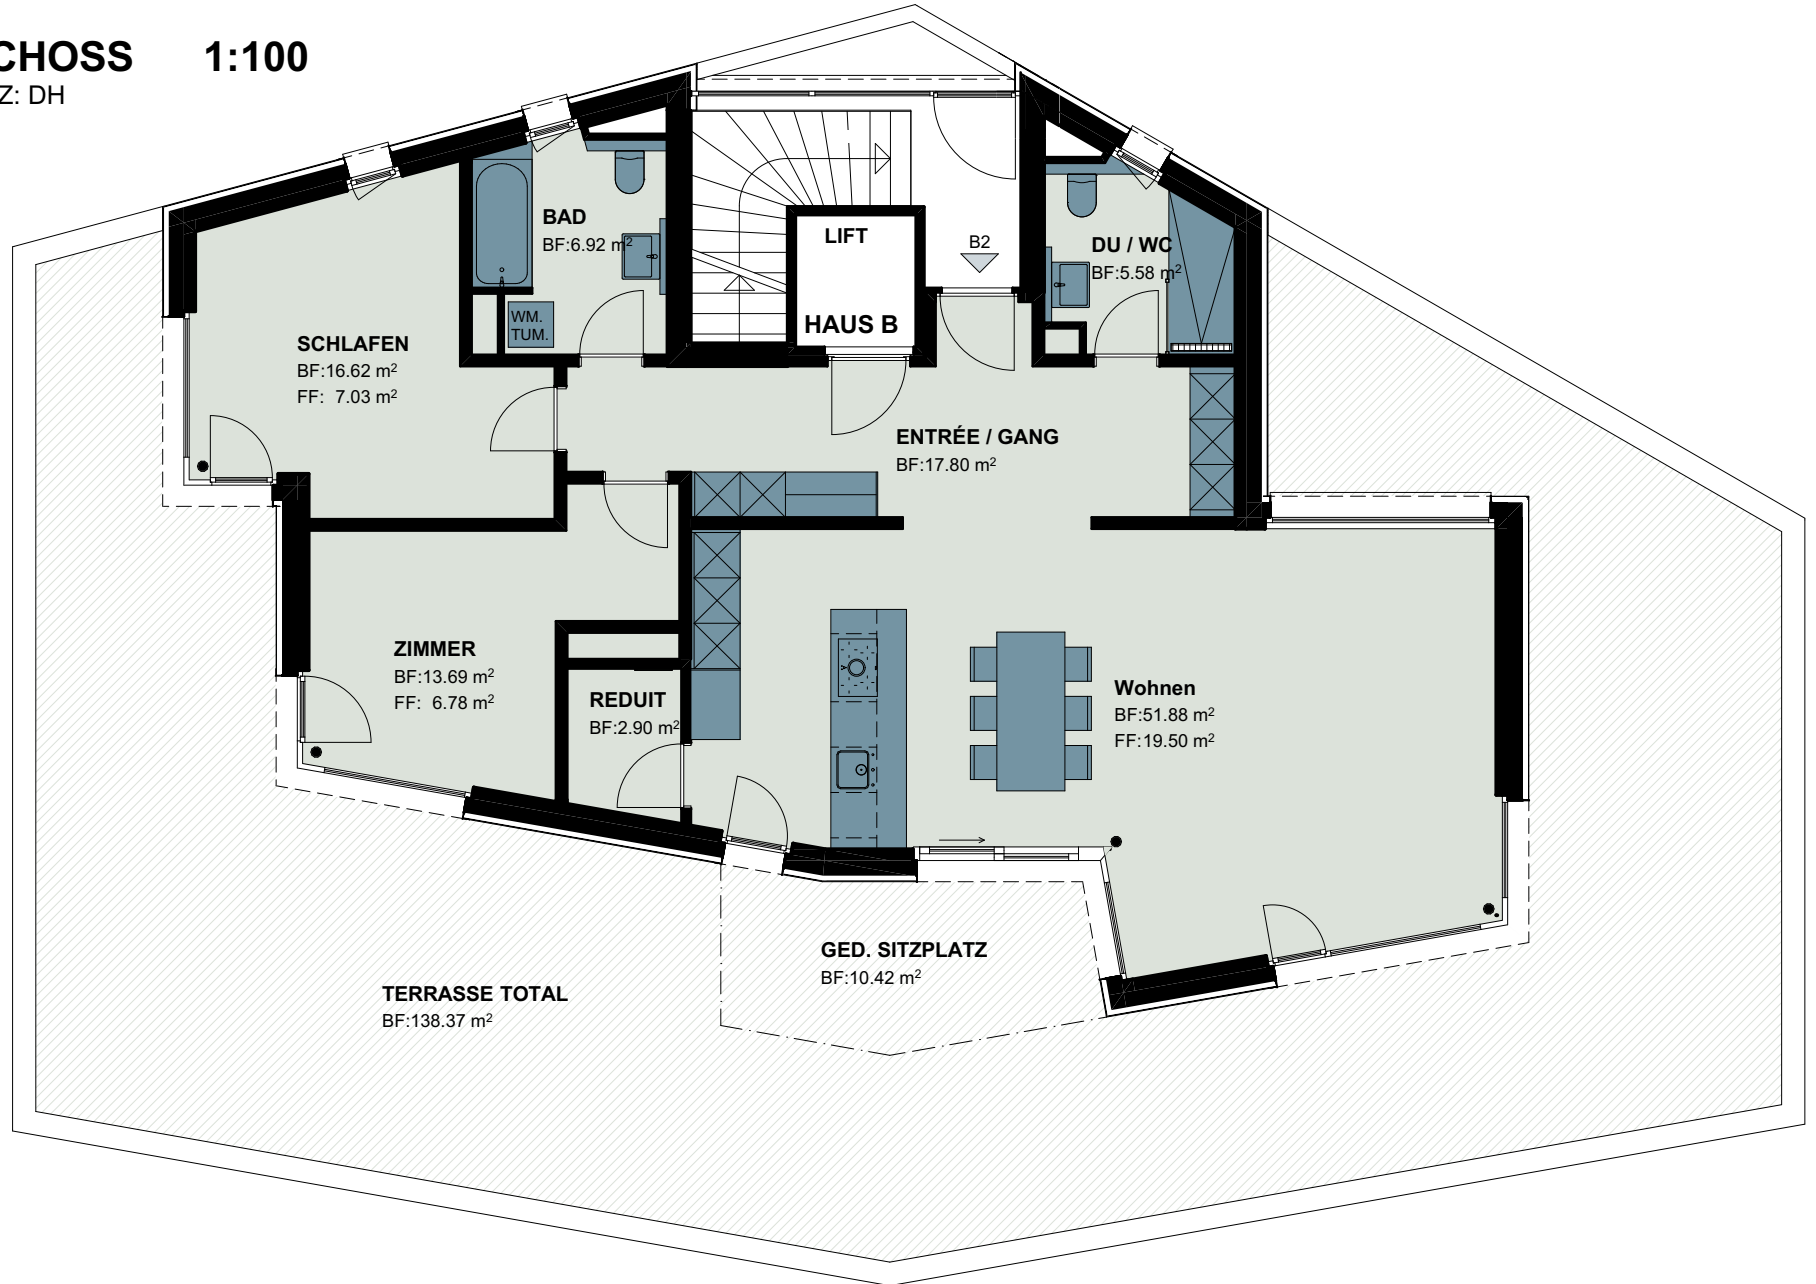 CHOSS 1:100
Z: DH
BAD
BF:6.92 m²
LIFT
B2
DU / WC
BF:5.58 m²
WM.
TUM.
HAUS B
SCHLAFEN
BF:16.62 m²
FF: 7.03 m²
ENTRÉE / GANG
BF:17.80 m²
ZIMMER
BF:13.69 m²
FF: 6.78 m²
REDUIT
BF:2.90 m²
Wohnen
BF:51.88 m²
FF:19.50 m²
GED. SITZPLATZ
BF:10.42 m²
TERRASSE TOTAL
BF:138.37 m²